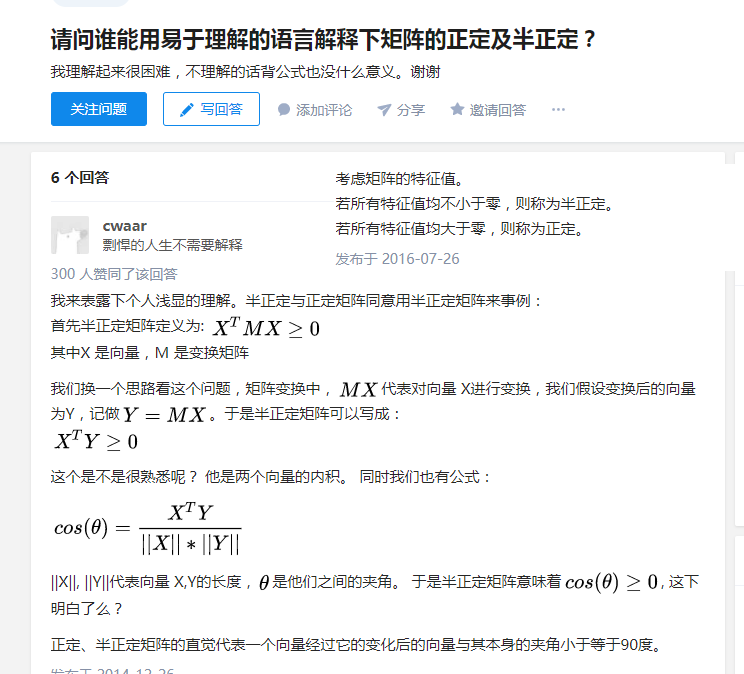 请问谁能用易于理解的语言解释下矩阵的正定及半正定？
我理解起来很困难，不理解的话背公式也没什么意义。谢谢
关注问题 写回答 添加评论 分享 邀请回答 ...
6 个回答
考虑矩阵的特征值。
若所有特征值均不小于零，则称为半正定。
若所有特征值均大于零，则称为正定。
发布于 2016-07-26
cwaar
剽悍的人生不需要解释
300 人赞同了该回答
我来表露下个人浅显的理解。半正定与正定矩阵同意用半正定矩阵来事例：
首先半正定矩阵定义为: X^T MX ≥ 0
其中X 是向量，M 是变换矩阵
我们换一个思路看这个问题，矩阵变换中， MX 代表对向量 X进行变换，我们假设变换后的向量
为Y，记做 Y = MX 。于是半正定矩阵可以写成：
X^T Y ≥ 0
这个是不是很熟悉呢？ 他是两个向量的内积。 同时我们也有公式：
cos(θ) = X^T Y / ||X|| * ||Y||
||X||, ||Y||代表向量 X,Y的长度， θ 是他们之间的夹角。 于是半正定矩阵意味着 cos(θ) ≥ 0 , 这下
明白了么？
正定、半正定矩阵的直觉代表一个向量经过它的变化后的向量与其本身的夹角小于等于90度。
发布于 2014-12-26